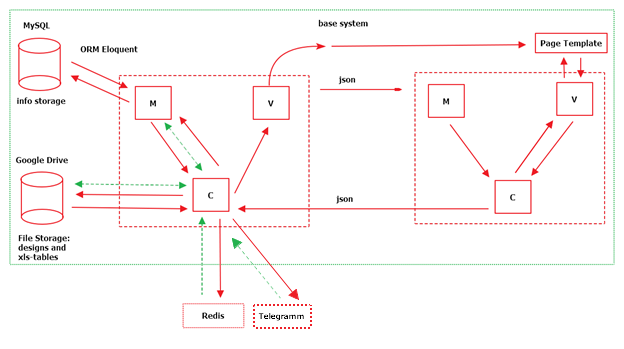 MySQL
base system
ORM Eloquent
Page Template
json
info storage
M
V
M
V
Google Drive
C
C
json
File Storage:
designs and
xls-tables
Redis
Telegramm